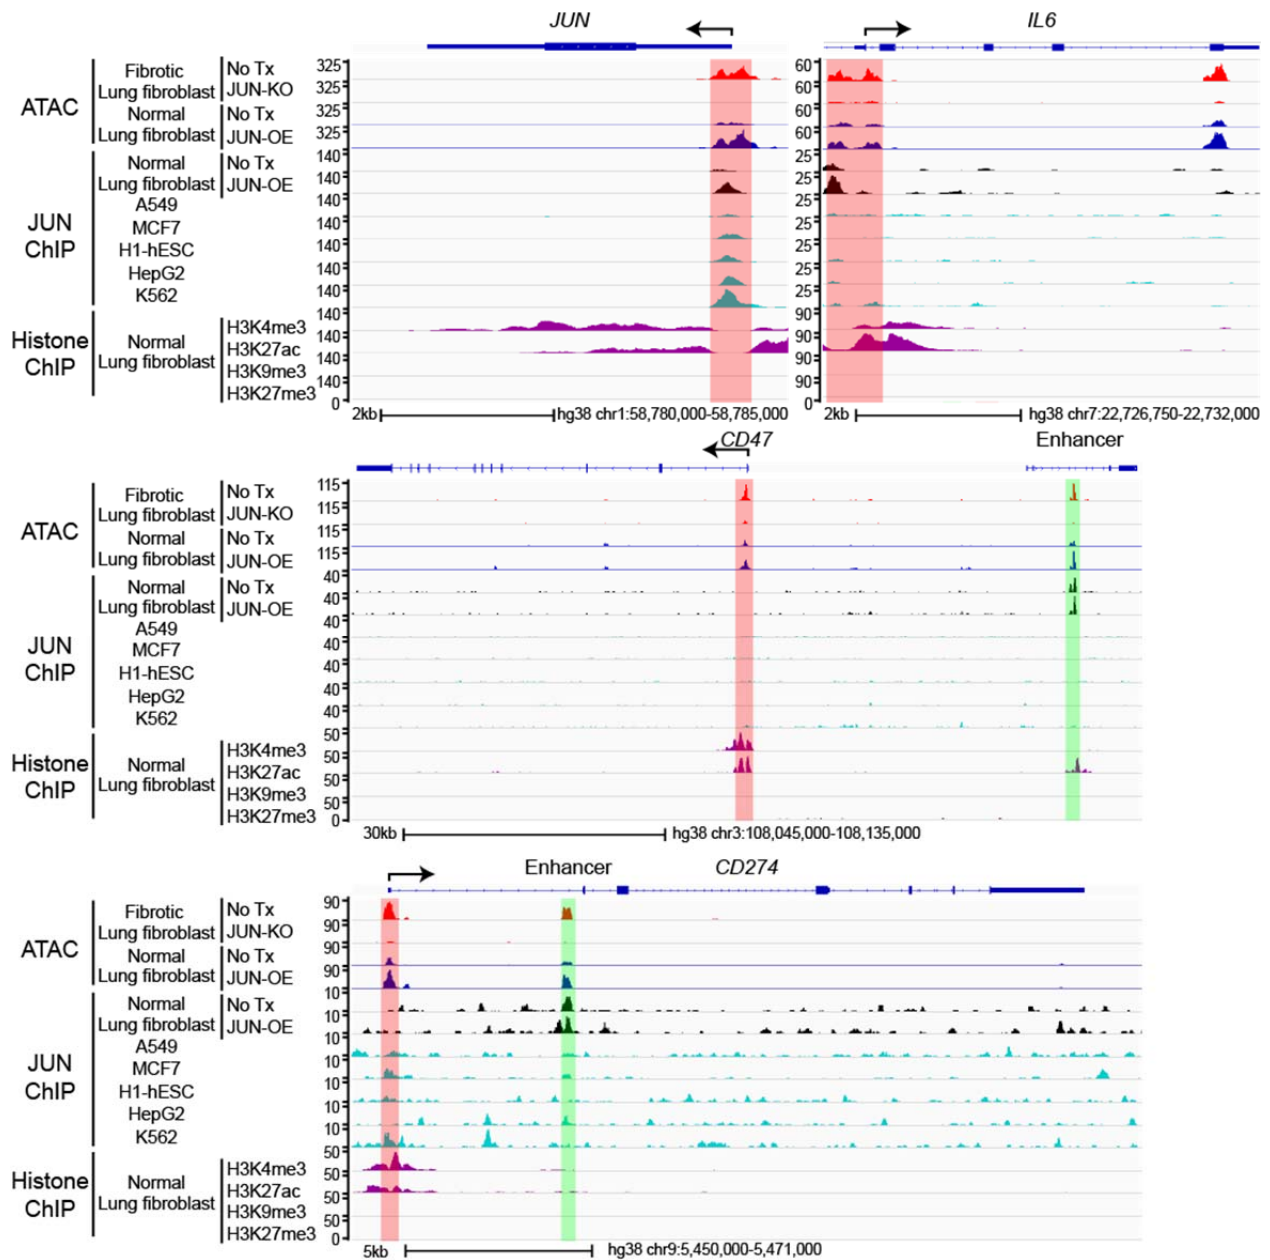 JUN
IL6
ATAC
Fibrotic
Lung fibroblast
No Tx
JUN-KO
Normal
Lung fibroblast
No Tx
JUN-OE
JUN
ChIP
Normal
Lung fibroblast
No Tx
JUN-OE
A549
MCF7
H1-hESC
HepG2
K562
Histone
ChIP
Normal
Lung fibroblast
H3K4me3
H3K27ac
H3K9me3
H3K27me3
325
325
325
325
140
140
140
140
140
140
140
140
140
140
140
0
60
60
60
60
25
25
25
25
25
25
25
90
90
90
90
0
2kb
hg38 chr1:58,780,000-58,785,000
2kb
hg38 chr7:22,726,750-22,732,000
CD47
Enhancer
ATAC
Fibrotic
Lung fibroblast
No Tx
JUN-KO
Normal
Lung fibroblast
No Tx
JUN-OE
JUN
ChIP
Normal
Lung fibroblast
No Tx
JUN-OE
A549
MCF7
H1-hESC
HepG2
K562
Histone
ChIP
Normal
Lung fibroblast
H3K4me3
H3K27ac
H3K9me3
H3K27me3
115
115
115
115
40
40
40
40
40
40
40
50
50
50
50
0
30kb
hg38 chr3:108,045,000-108,135,000
Enhancer
CD274
ATAC
Fibrotic
Lung fibroblast
No Tx
JUN-KO
Normal
Lung fibroblast
No Tx
JUN-OE
JUN
ChIP
Normal
Lung fibroblast
No Tx
JUN-OE
A549
MCF7
H1-hESC
HepG2
K562
Histone
ChIP
Normal
Lung fibroblast
H3K4me3
H3K27ac
H3K9me3
H3K27me3
90
90
90
90
10
10
10
10
10
10
10
50
50
50
50
0
5kb
hg38 chr9:5,450,000-5,471,000